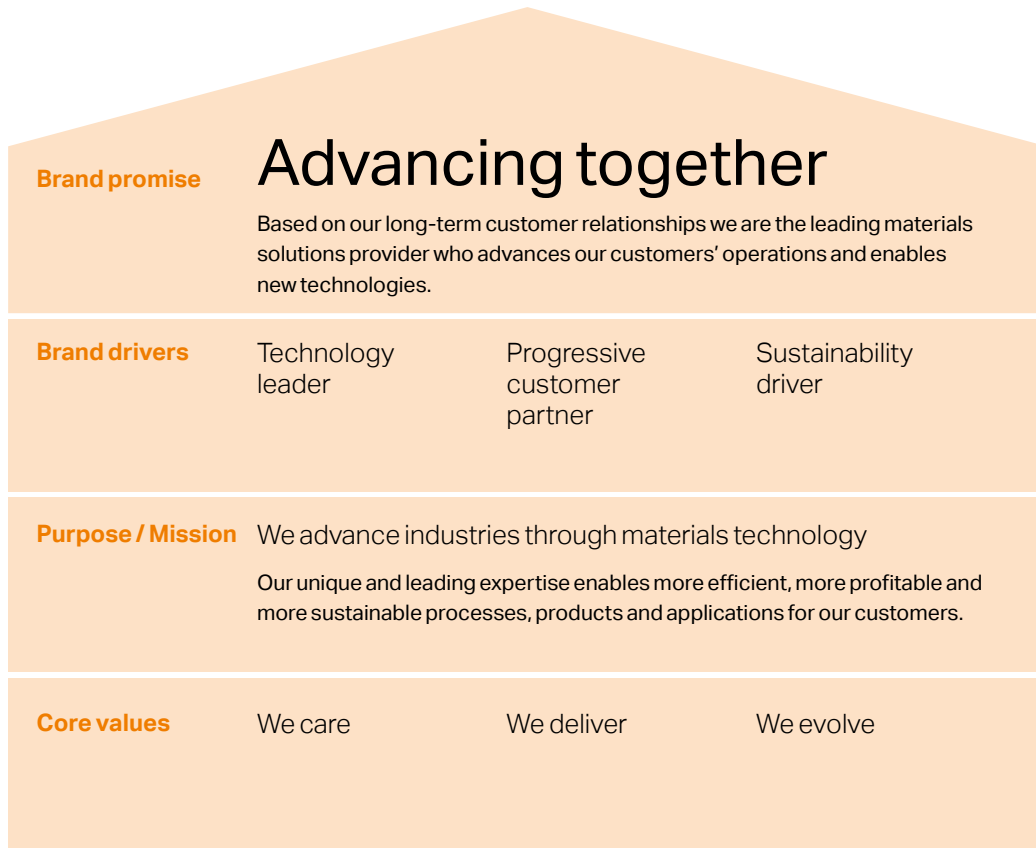 Brand promise
Advancing together
Based on our long-term customer relationships we are the leading materials
solutions provider who advances our customers’ operations and enables
new technologies.
Brand drivers
Technology
leader
Progressive
customer
partner
Sustainability
driver
Purpose / Mission
We advance industries through materials technology
Our unique and leading expertise enables more efficient, more profitable and
more sustainable processes, products and applications for our customers.
Core values
We care
We deliver
We evolve